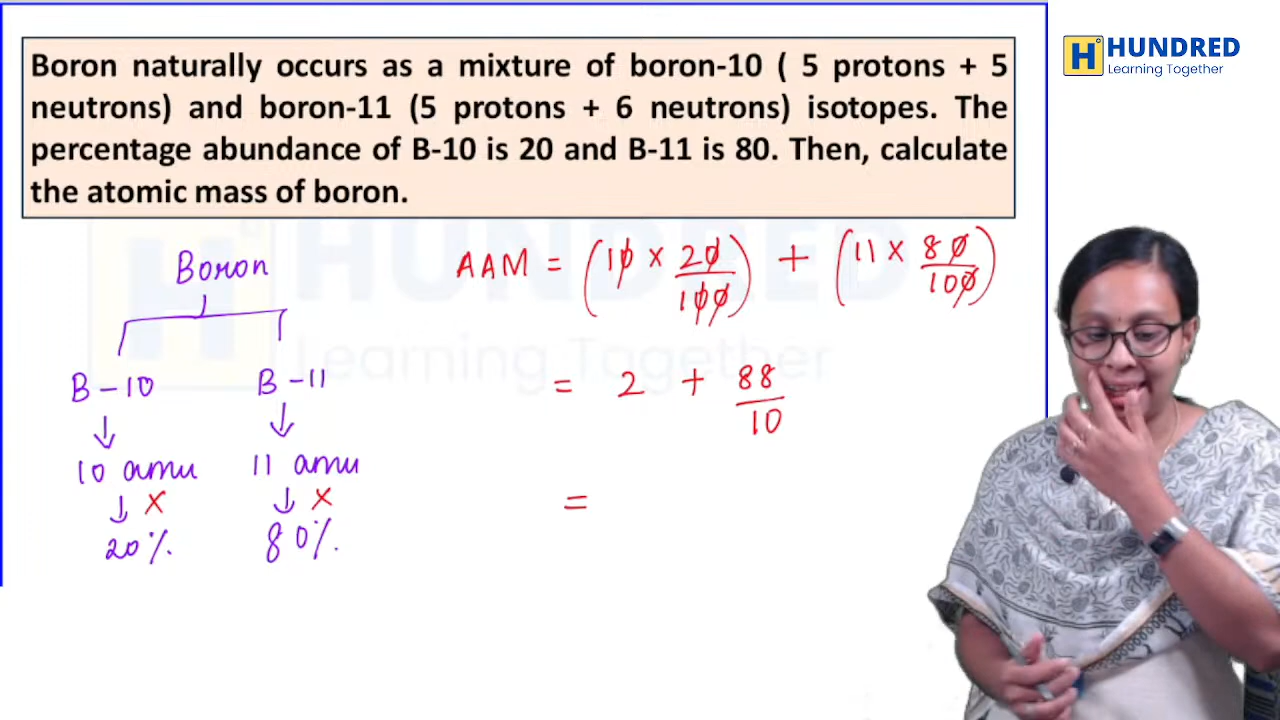 Boron naturally occurs as a mixture of boron-10 ( 5 protons + 5
neutrons) and boron-11 (5 protons + 6 neutrons) isotopes. The
percentage abundance of B-10 is 20 and B-11 is 80. Then, calculate
the atomic mass of boron.
H° HUNDRED
Learning Together
HUNDRED
Learning Together
Boron
B-10 B-11
↓ ↓
10 amu 11 amu
↓ × ↓ ×
20% 80%
AAM = (10 × 20/100) + (11 × 80/100)
= 2 + 88/10
=